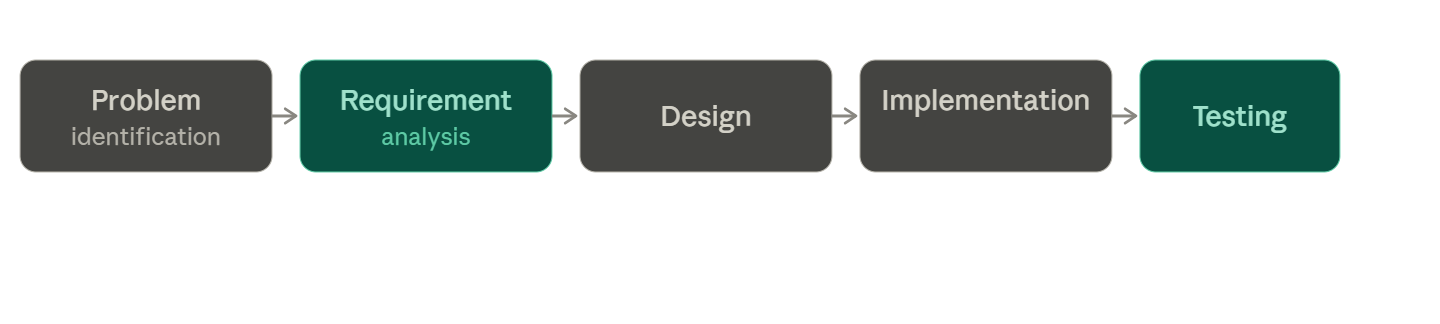 Problem
identification
Requirement
analysis
Design
Implementation
Testing